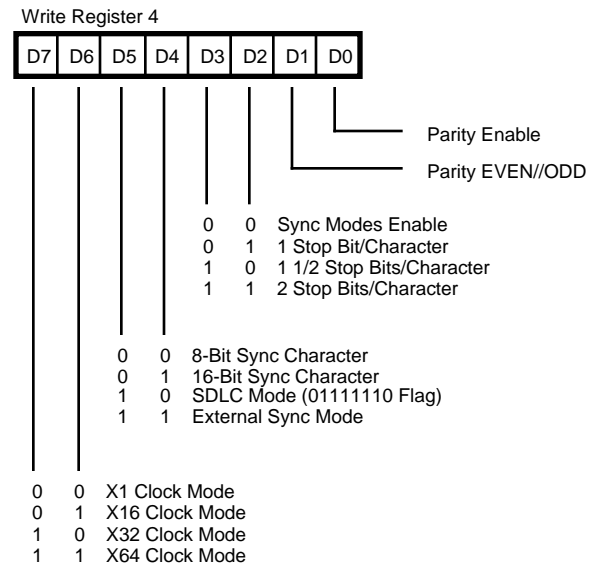 Write Register 4
D7 D6 D5 D4 D3 D2 D1 D0
Parity Enable
Parity EVEN//ODD
0 0 Sync Modes Enable
0 1 1 Stop Bit/Character
1 0 1 1/2 Stop Bits/Character
1 1 2 Stop Bits/Character
0 0 8-Bit Sync Character
0 1 16-Bit Sync Character
1 0 SDLC Mode (01111110 Flag)
1 1 External Sync Mode
0 0 X1 Clock Mode
0 1 X16 Clock Mode
1 0 X32 Clock Mode
1 1 X64 Clock Mode